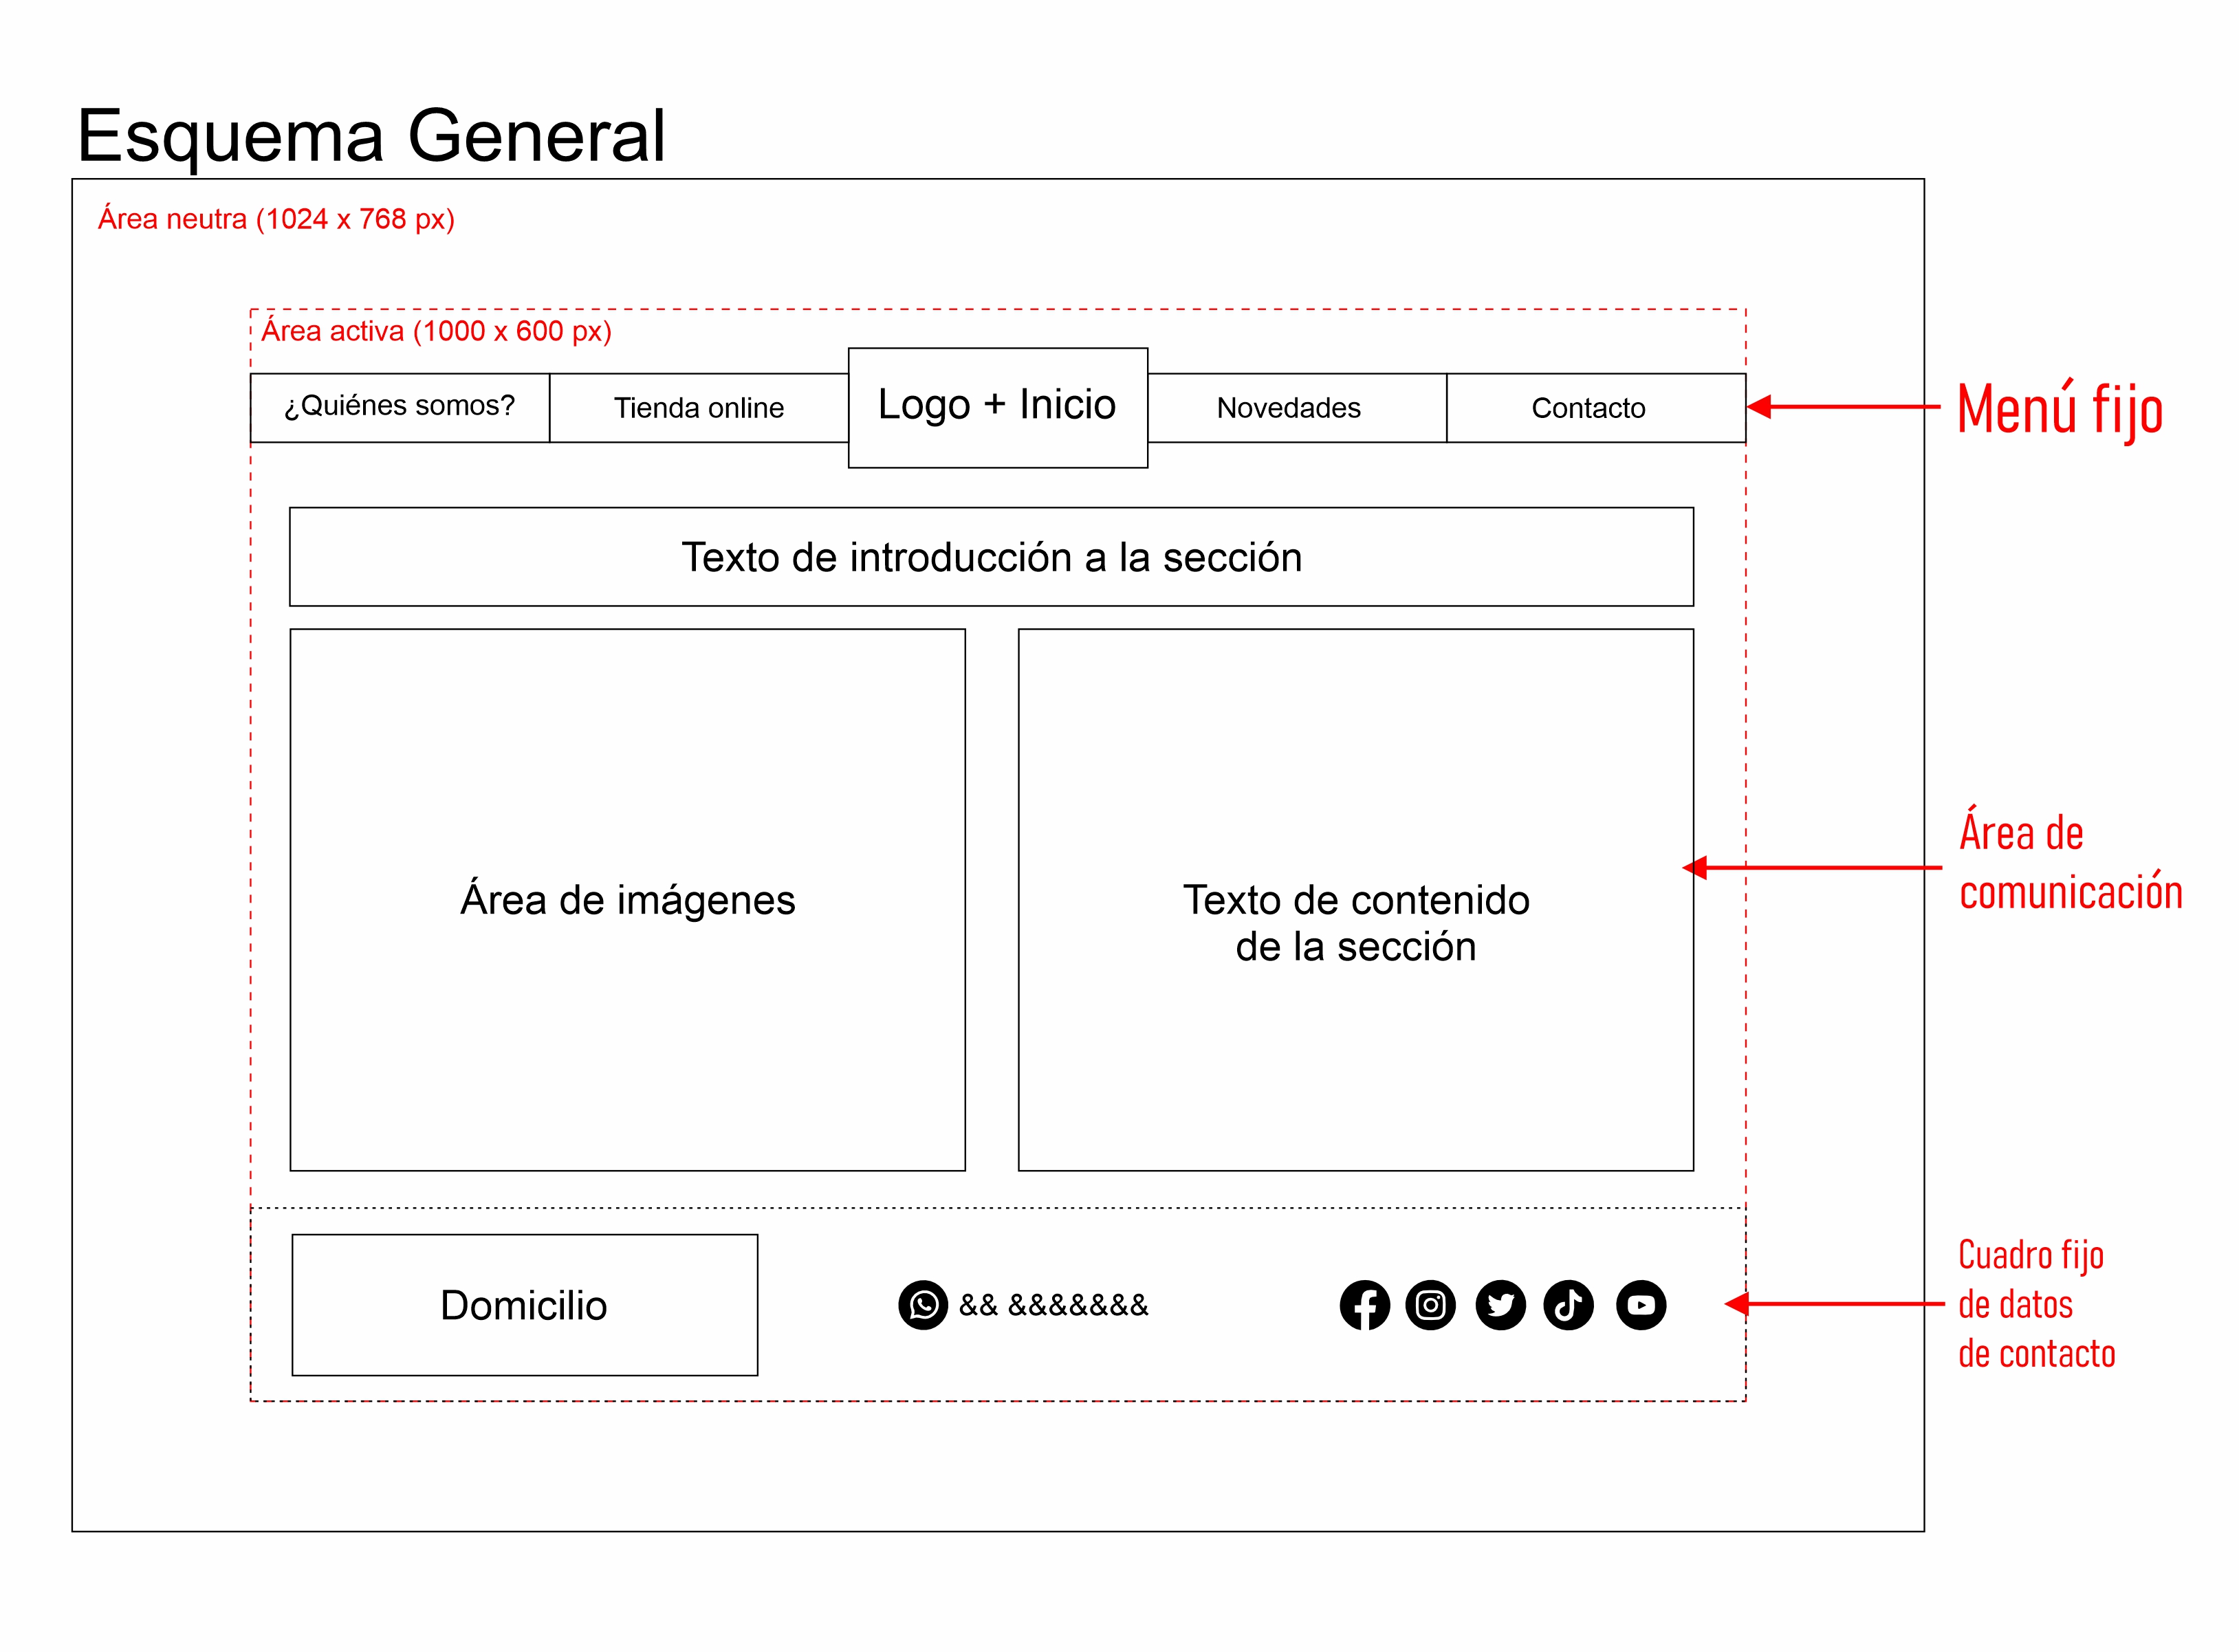 Esquema General
Área neutra (1024 x 768 px)
Área activa (1000 x 600 px)
¿Quiénes somos?
Tienda online
Logo + Inicio
Novedades
Contacto
Menú fijo
Texto de introducción a la sección
Área de imágenes
Texto de contenido
de la sección
Área de
comunicación
Domicilio
&& &&&&&&&
Cuadro fijo
de datos
de contacto